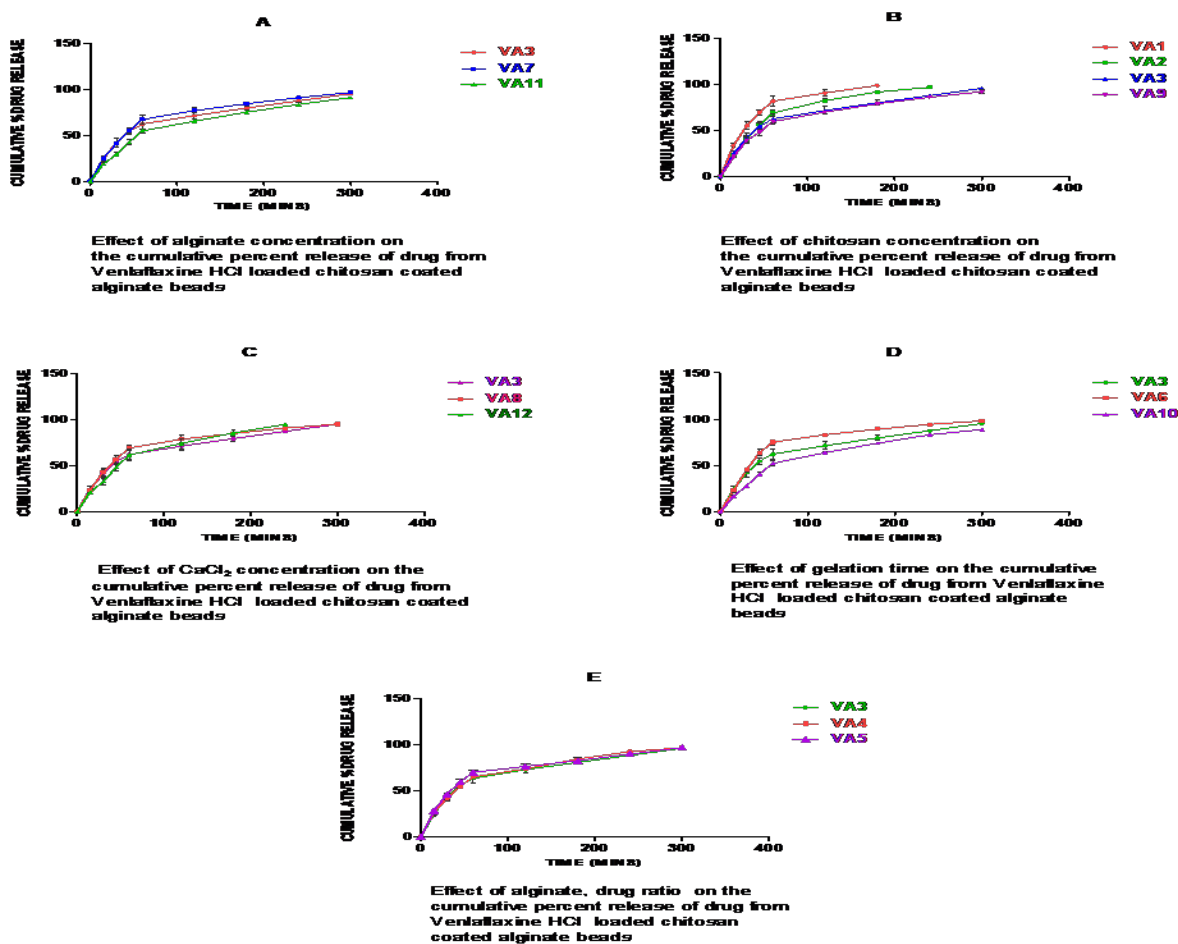 A
CUMULATIVE % DRUG RELEASE
150
100
50
0
0 100 200 300 400
TIME (MINS)
VA3
VA7
VA11
Effect of alginate concentration on
the cumulative percent release of drug from
Venlaflaxine HCl loaded chitosan coated
alginate beads
B
CUMULATIVE % DRUG RELEASE
150
100
50
0
0 100 200 300 400
TIME (MINS)
VA1
VA2
VA3
VA9
Effect of chitosan concentration on
the cumulative percent release of drug from
Venlaflaxine HCl loaded chitosan coated
alginate beads
C
CUMULATIVE % DRUG RELEASE
150
100
50
0
0 100 200 300 400
TIME (MINS)
VA3
VA8
VA12
Effect of CaCl₂ concentration on the
cumulative percent release of drug from
Venlaflaxine HCl loaded chitosan coated
alginate beads
D
CUMULATIVE % DRUG RELEASE
150
100
50
0
0 100 200 300 400
TIME (MINS)
VA3
VA6
VA10
Effect of gelation time on the cumulative
percent release of drug from Venlaflaxine
HCl loaded chitosan coated alginate
beads
E
CUMULATIVE % DRUG RELEASE
150
100
50
0
0 100 200 300 400
TIME (MINS)
VA3
VA4
VA5
Effect of alginate, drug ratio on the
cumulative percent release of drug from
Venlaflaxine HCl loaded chitosan
coated alginate beads